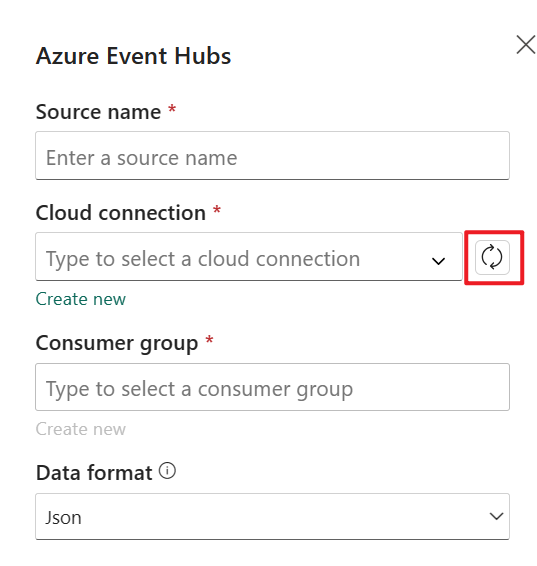 Azure Event Hubs
Source name *
Enter a source name
Cloud connection *
Type to select a cloud connection
Create new
Consumer group *
Type to select a consumer group
Create new
Data format
Json